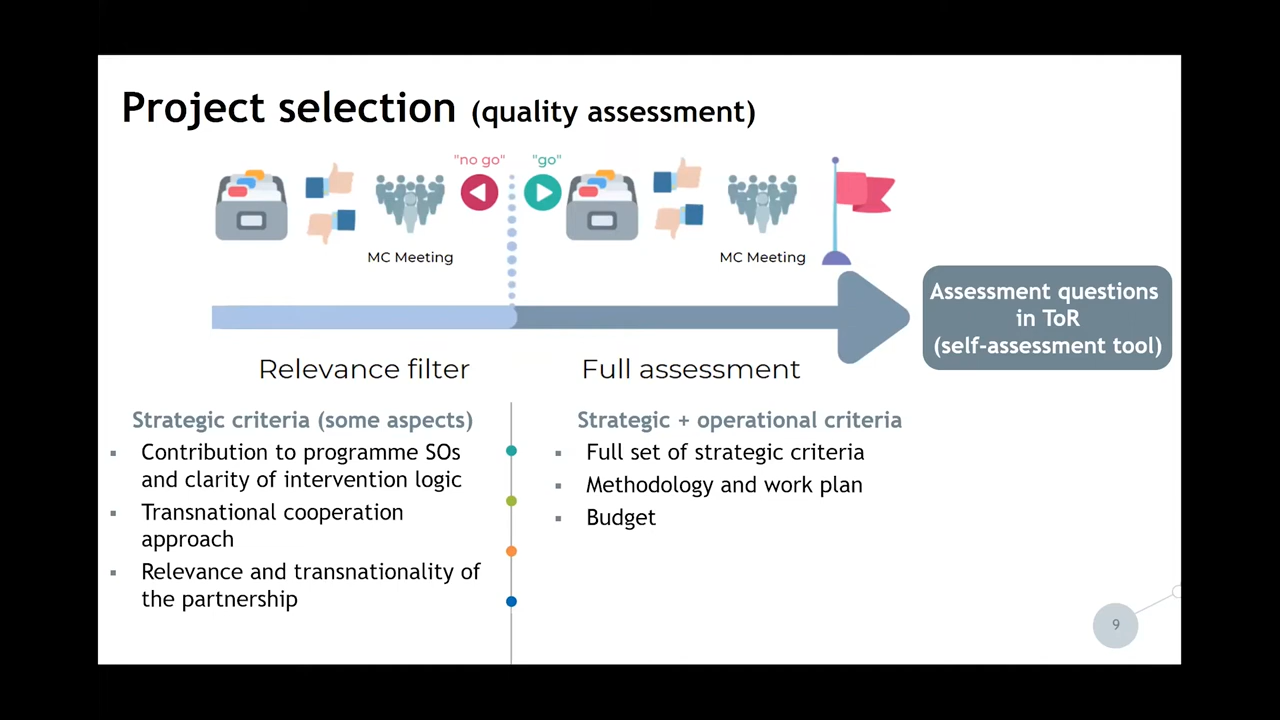 Project selection (quality assessment)
"no go" "go"
MC Meeting
MC Meeting
Assessment questions
in ToR
(self-assessment tool)
Relevance filter
Full assessment
Strategic criteria (some aspects)
▪ Contribution to programme SOs
and clarity of intervention logic
▪ Transnational cooperation
approach
▪ Relevance and transnationality of
the partnership
Strategic + operational criteria
▪ Full set of strategic criteria
▪ Methodology and work plan
▪ Budget
9